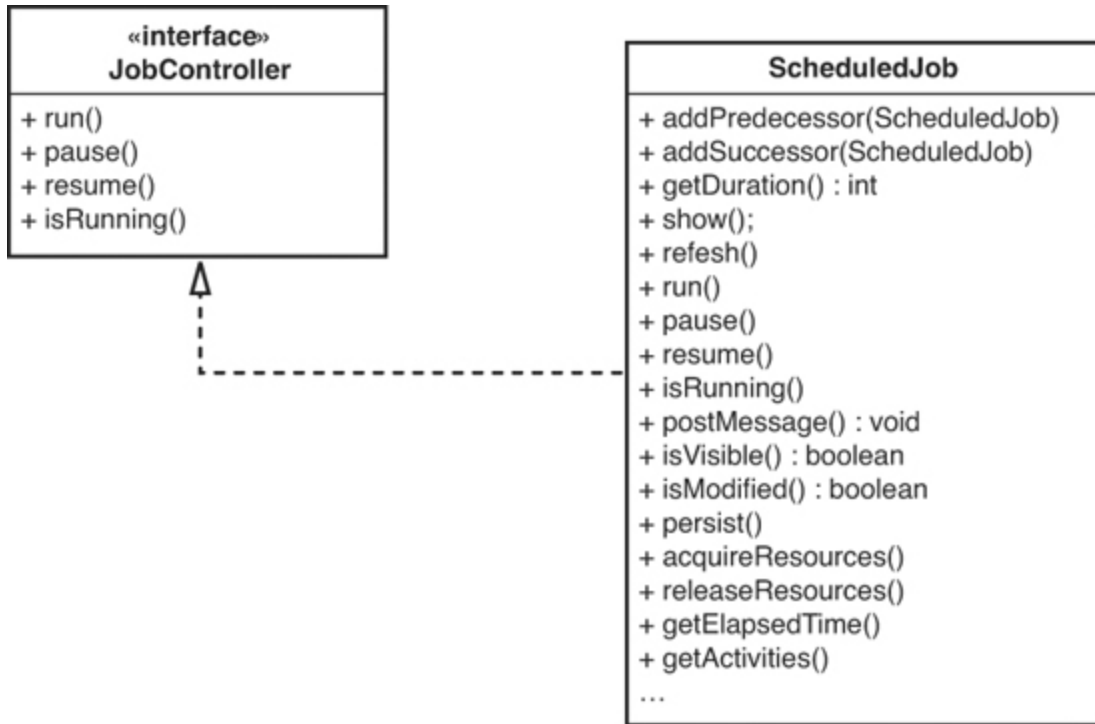 «interface»
JobController
+ run()
+ pause()
+ resume()
+ isRunning()
ScheduledJob
+ addPredecessor(ScheduledJob)
+ addSuccessor(ScheduledJob)
+ getDuration() : int
+ show();
+ refesh()
+ run()
+ pause()
+ resume()
+ isRunning()
+ postMessage() : void
+ isVisible() : boolean
+ isModified() : boolean
+ persist()
+ acquireResources()
+ releaseResources()
+ getElapsedTime()
+ getActivities()
...